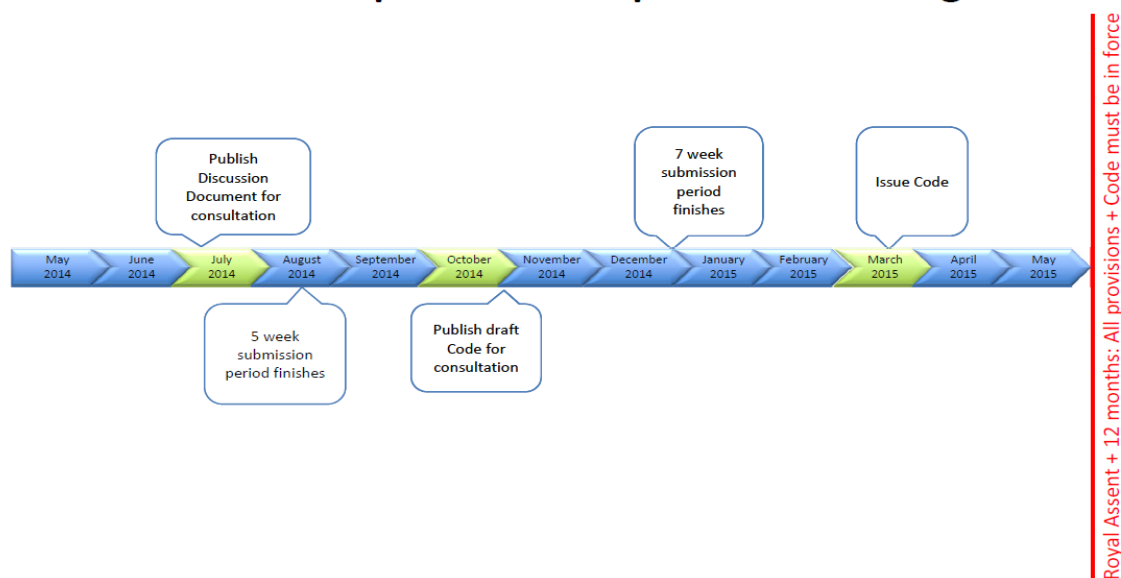 Publish
Discussion
Document for
consultation
7 week
submission
period
finishes
Issue Code
May
2014
June
2014
July
2014
August
2014
September
2014
October
2014
November
2014
December
2014
January
2015
February
2015
March
2015
April
2015
May
2015
5 week
submission
period finishes
Publish draft
Code for
consultation
Royal Assent + 12 months: All provisions + Code must be in force